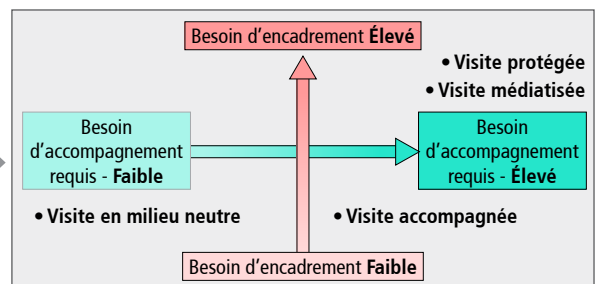 Besoin d'encadrement Élevé
• Visite protégée
• Visite médiatisée
Besoin
d'accompagnement
requis - Faible
Besoin
d'accompagnement
requis - Élevé
• Visite en milieu neutre
• Visite accompagnée
Besoin d'encadrement Faible